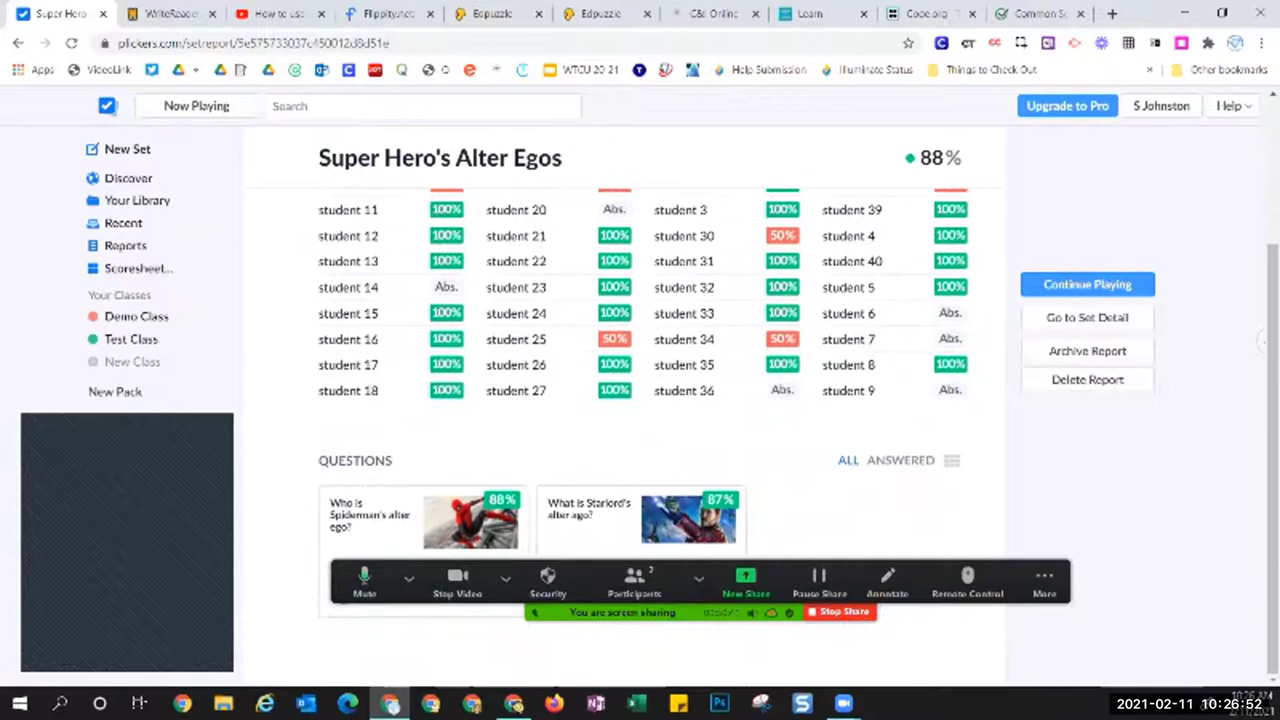 Super Hero
WriteReader
How to use
Flippity.net
Edpuzzle
Edpuzzle
C&I Online
Learn
Code.org
Common S
plickers.com/setreport/
Apps
VideoLink
WTCU 20-21
Help Submission
Illuminate Status
Things to Check Out
Other bookmarks
Now Playing
Search
Upgrade to Pro
S Johnston
Help
New Set
Discover
Your Library
Recent
Reports
Scoresheet...
Your Classes
Demo Class
Test Class
New Class
New Pack
Super Hero's Alter Egos
88%
student 11 100% student 20 Abs. student 3 100% student 39 100%
student 12 100% student 21 100% student 30 50% student 4 100%
student 13 100% student 22 100% student 31 100% student 40 100%
student 14 Abs. student 23 100% student 32 100% student 5 100%
student 15 100% student 24 100% student 33 100% student 6 Abs.
student 16 100% student 25 50% student 34 50% student 7 Abs.
student 17 100% student 26 100% student 35 100% student 8 100%
student 18 100% student 27 100% student 36 Abs. student 9 Abs.
Continue Playing
Go to Set Detail
Archive Report
Delete Report
QUESTIONS
ALL ANSWERED
Who is
Spiderman's alter
ego?
88%
What is Starlord's
alter ego?
87%
Mute
Stop Video
Security
Participants
New Share
Pause Share
Annotate
Remote Control
More
You are screen sharing
Stop Share
2021-02-11 10:26:52